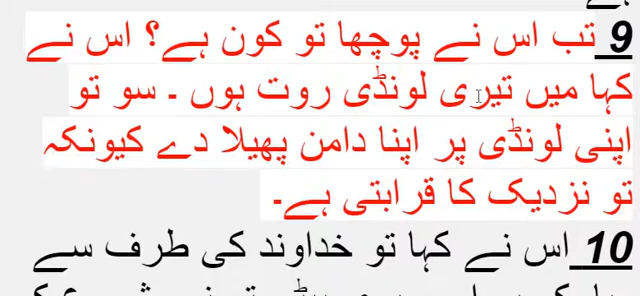 9 تب اس نے پوچھا تو کون ہے؟ اس نے
کہا میں تیری لونڈی روت ہوں ۔ سو تو
اپنی لونڈی پر اپنا دامن پھیلا دے کیونکہ
تو نزدیک کا قرابتی ہے۔
10 اس نے کہا تو خداوند کی طرف سے